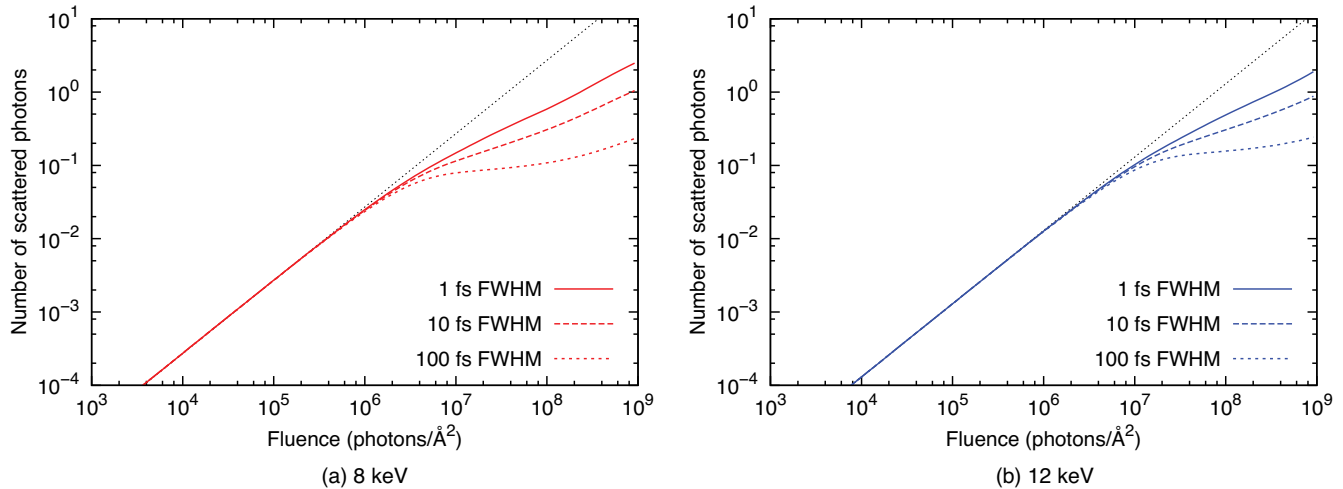 Number of scattered photons
10^1
10^0
10^−1
10^−2
10^−3
10^−4
1 fs FWHM
10 fs FWHM
100 fs FWHM
10^3 10^4 10^5 10^6 10^7 10^8 10^9
Fluence (photons/Å^2)
(a) 8 keV
Number of scattered photons
10^1
10^0
10^−1
10^−2
10^−3
10^−4
1 fs FWHM
10 fs FWHM
100 fs FWHM
10^3 10^4 10^5 10^6 10^7 10^8 10^9
Fluence (photons/Å^2)
(b) 12 keV